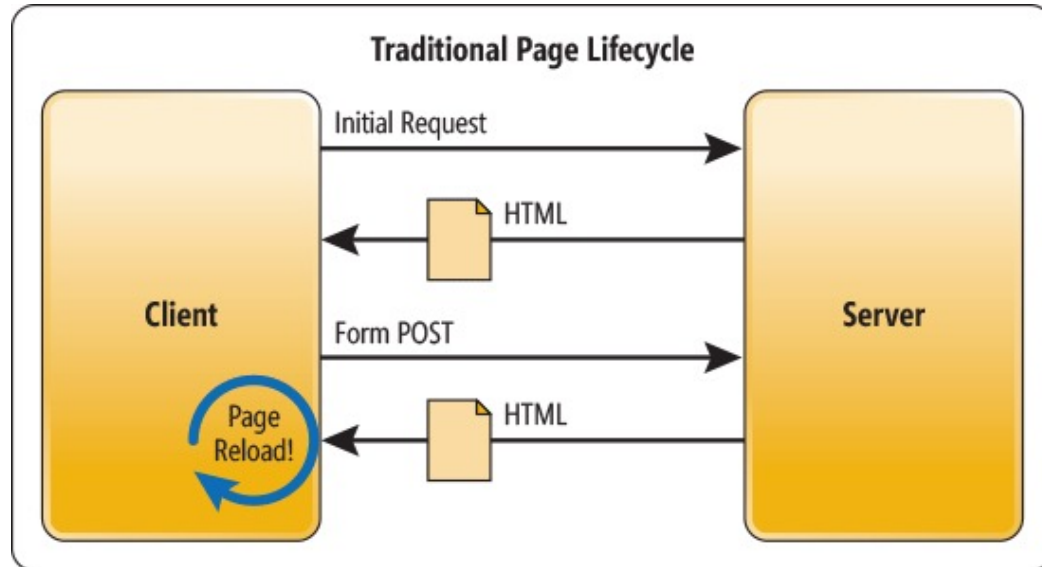 Traditional Page Lifecycle
Initial Request
HTML
Client
Server
Form POST
HTML
Page
Reload!